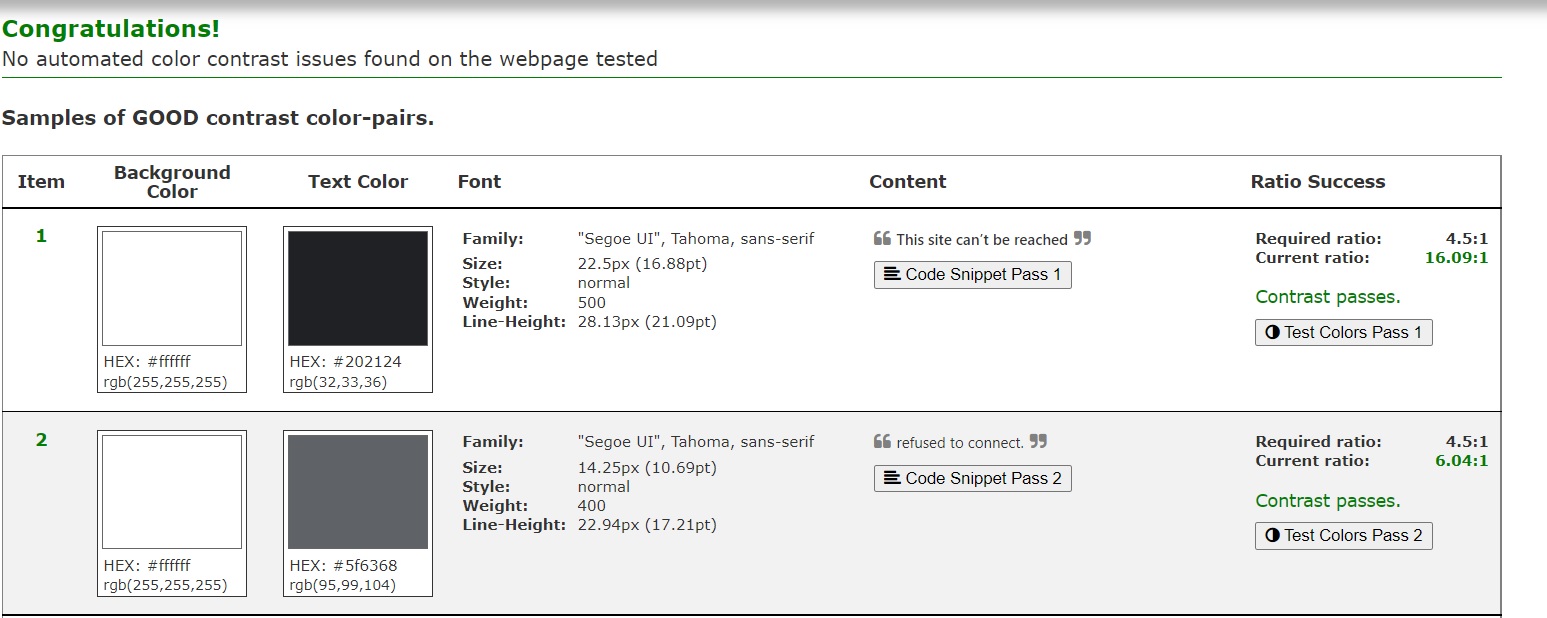 Congratulations!
No automated color contrast issues found on the webpage tested
Samples of GOOD contrast color-pairs.
Item Background Color Text Color Font Content Ratio Success
1
HEX: #ffffff
rgb(255,255,255)
HEX: #202124
rgb(32,33,36)
Family: "Segoe UI", Tahoma, sans-serif
Size: 22.5px (16.88pt)
Style: normal
Weight: 500
Line-Height: 28.13px (21.09pt)
❝ This site can’t be reached ❞
Code Snippet Pass 1
Required ratio: 4.5:1
Current ratio: 16.09:1
Contrast passes.
Test Colors Pass 1
2
HEX: #ffffff
rgb(255,255,255)
HEX: #5f6368
rgb(95,99,104)
Family: "Segoe UI", Tahoma, sans-serif
Size: 14.25px (10.69pt)
Style: normal
Weight: 400
Line-Height: 22.94px (17.21pt)
❝ refused to connect. ❞
Code Snippet Pass 2
Required ratio: 4.5:1
Current ratio: 6.04:1
Contrast passes.
Test Colors Pass 2